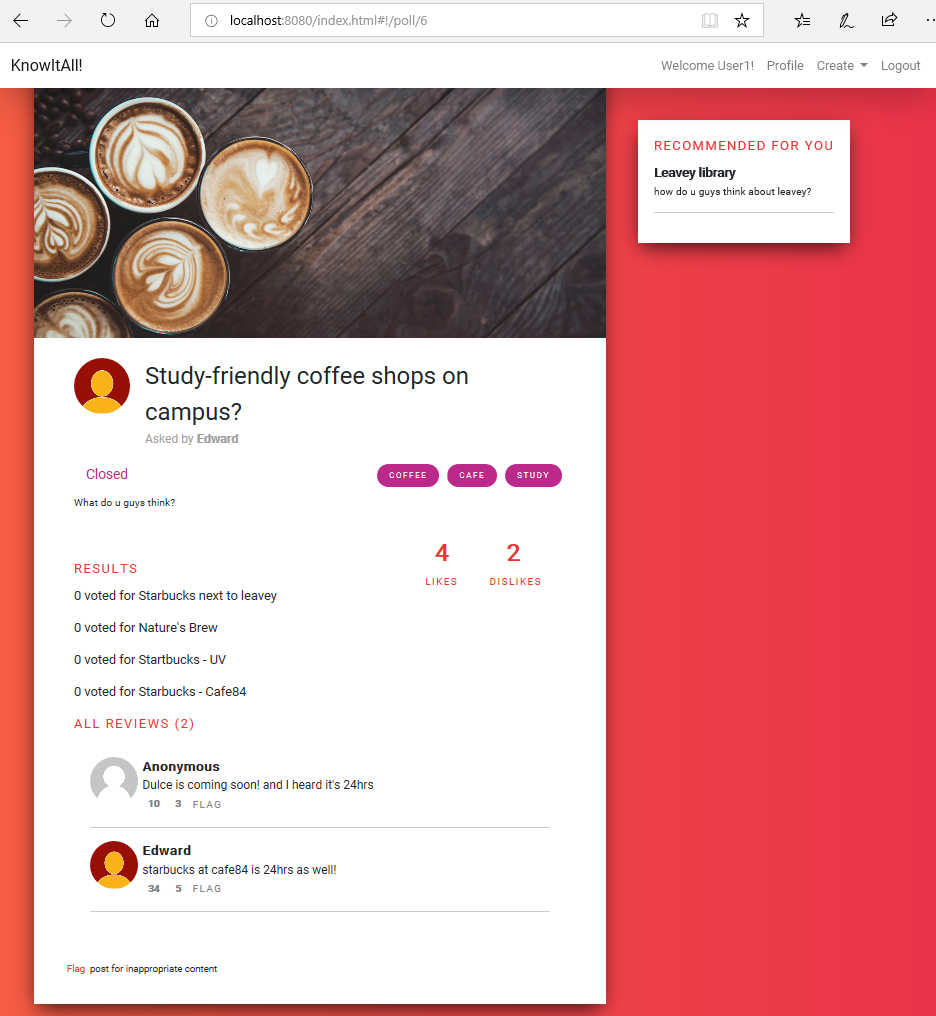 localhost:8080/index.html#!/poll/6
KnowItAll!
Welcome User1! Profile Create Logout
RECOMMENDED FOR YOU
Leavey library
how do u guys think about leavey?
Study-friendly coffee shops on
campus?
Asked by Edward
Closed
COFFEE CAFE STUDY
What do u guys think?
4 2
LIKES DISLIKES
RESULTS
0 voted for Starbucks next to leavey
0 voted for Nature's Brew
0 voted for Startbucks - UV
0 voted for Starbucks - Cafe84
ALL REVIEWS (2)
Anonymous
Dulce is coming soon! and I heard it's 24hrs
10 3 FLAG
Edward
starbucks at cafe84 is 24hrs as well!
34 5 FLAG
Flag post for inappropriate content